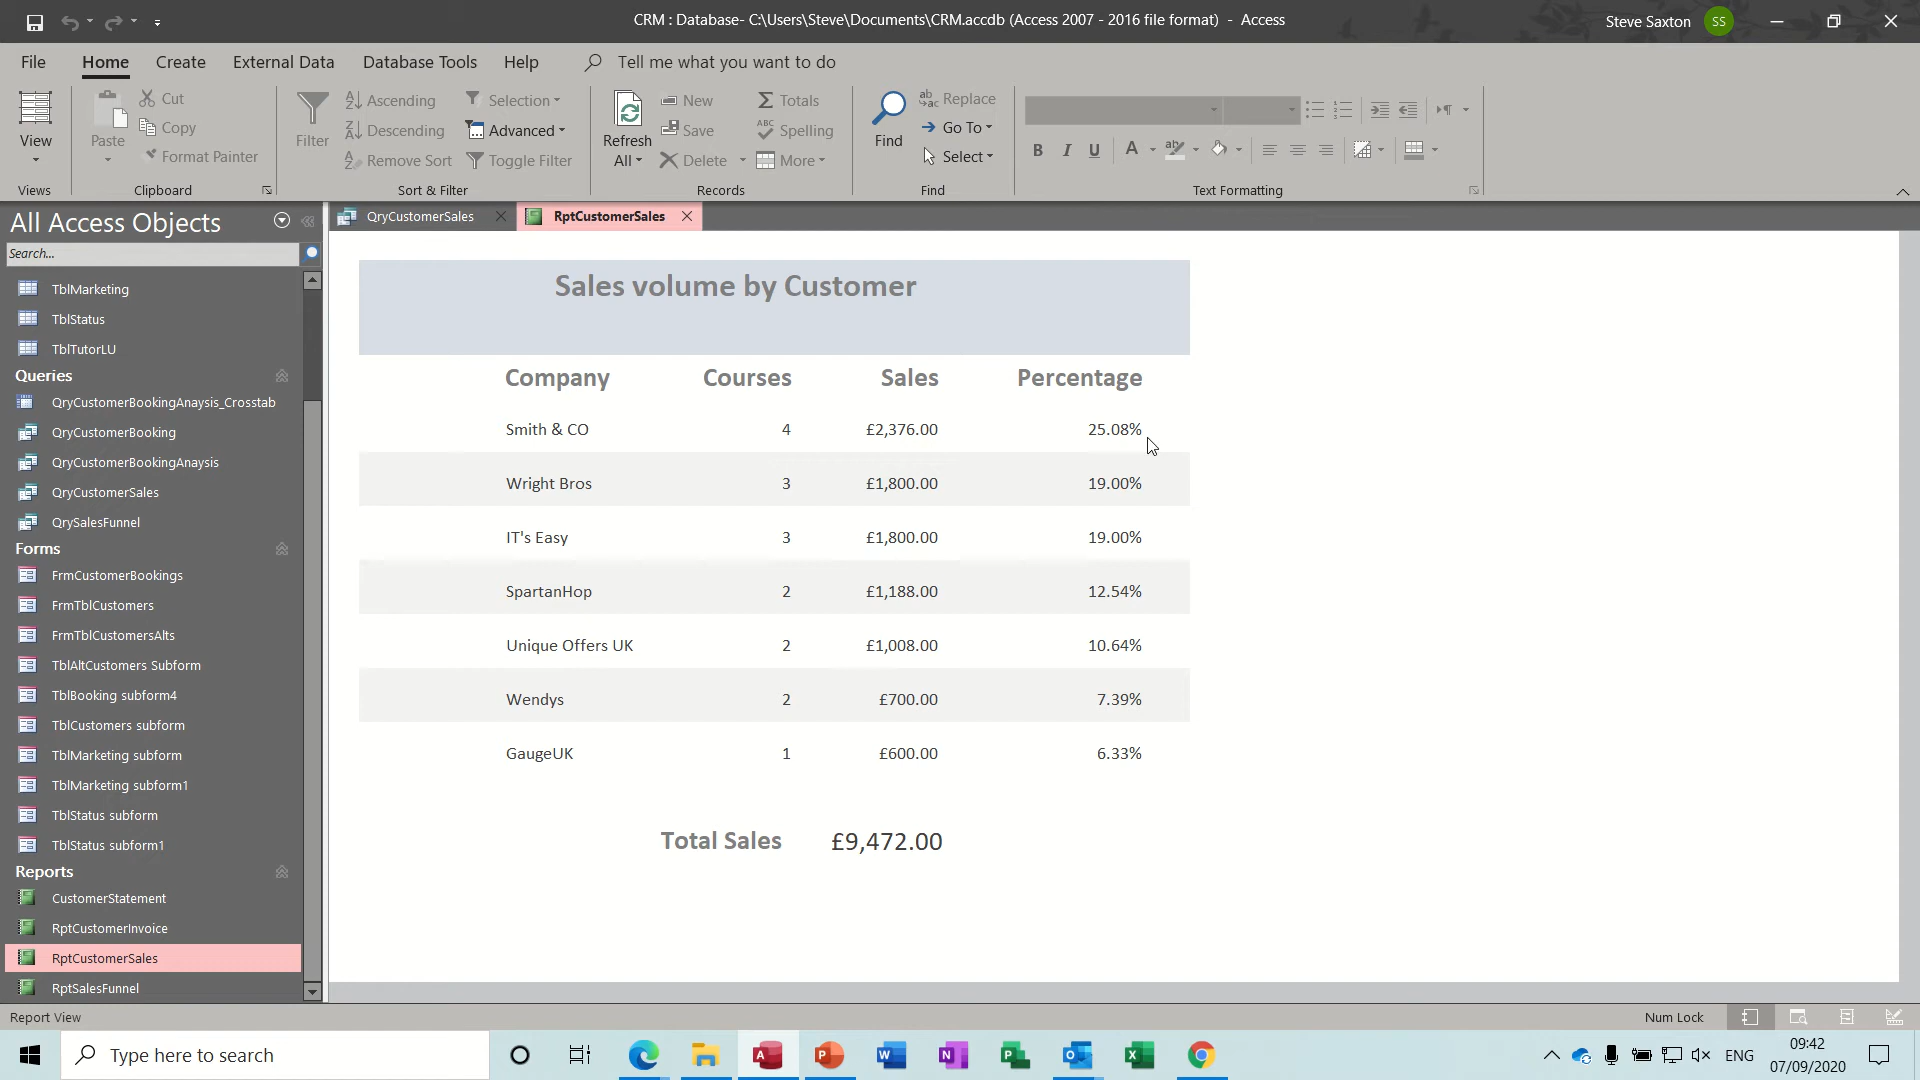 CRM : Database- C:\Users\Steve\Documents\CRM.accdb (Access 2007 - 2016 file format) - Access
Steve Saxton SS
File Home Create External Data Database Tools Help Tell me what you want to do
View
Views
Paste
Cut
Copy
Format Painter
Clipboard
Filter
Ascending
Descending
Remove Sort
Selection
Advanced
Toggle Filter
Sort & Filter
Refresh
All
New
Save
Delete
Totals
Spelling
More
Records
Find
Replace
Go To
Select
Find
B I U A
Text Formatting
All Access Objects
Search...
TblMarketing
TblStatus
TblTutorLU
Queries
QryCustomerBookingAnaysis_Crosstab
QryCustomerBooking
QryCustomerBookingAnaysis
QryCustomerSales
QrySalesFunnel
Forms
FrmCustomerBookings
FrmTblCustomers
FrmTblCustomersAlts
TblAltCustomers Subform
TblBooking subform4
TblCustomers subform
TblMarketing subform
TblMarketing subform1
TblStatus subform
TblStatus subform1
Reports
CustomerStatement
RptCustomerInvoice
RptCustomerSales
RptSalesFunnel
QryCustomerSales RptCustomerSales
Sales volume by Customer
Company Courses Sales Percentage
Smith & CO 4 £2,376.00 25.08%
Wright Bros 3 £1,800.00 19.00%
IT's Easy 3 £1,800.00 19.00%
SpartanHop 2 £1,188.00 12.54%
Unique Offers UK 2 £1,008.00 10.64%
Wendys 2 £700.00 7.39%
GaugeUK 1 £600.00 6.33%
Total Sales £9,472.00
Report View
Num Lock
Type here to search
ENG
09:42
07/09/2020